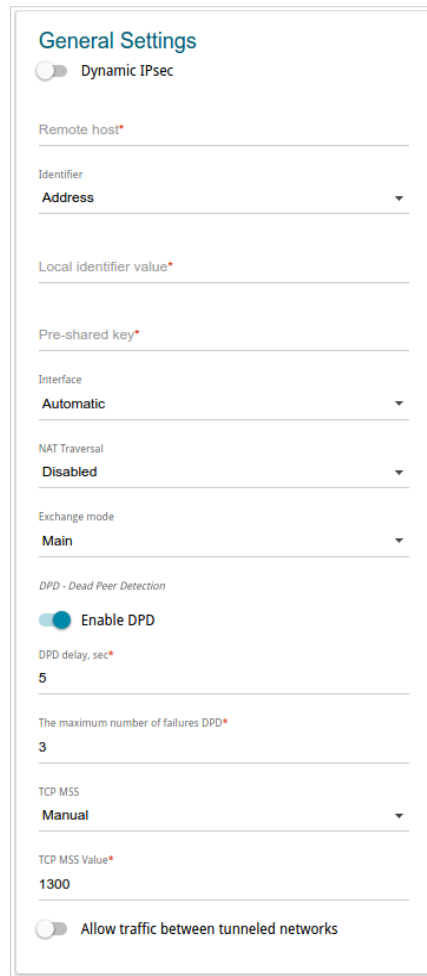 General Settings
Dynamic IPsec
Remote host*
Identifier
Address
Local identifier value*
Pre-shared key*
Interface
Automatic
NAT Traversal
Disabled
Exchange mode
Main
DPD - Dead Peer Detection
Enable DPD
DPD delay, sec*
5
The maximum number of failures DPD*
3
TCP MSS
Manual
TCP MSS Value*
1300
Allow traffic between tunneled networks